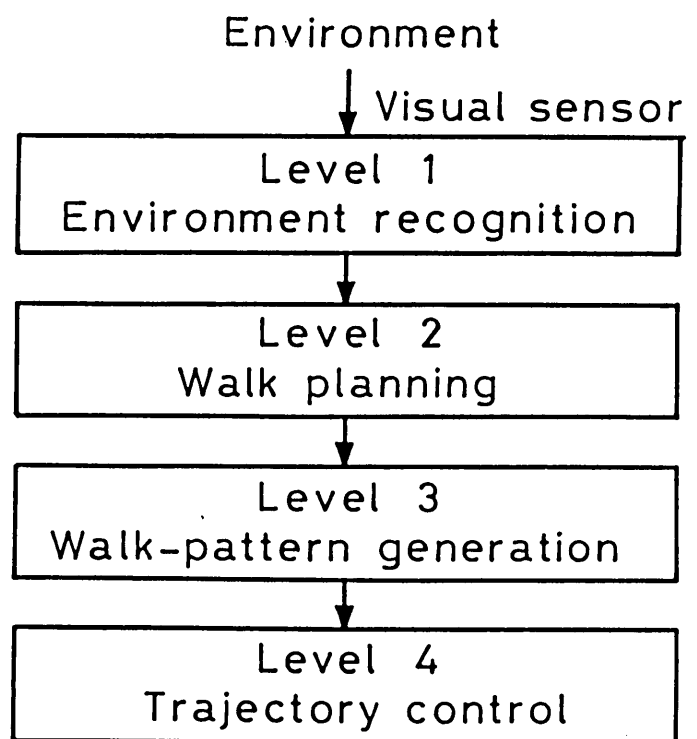 Environment
Visual sensor
Level 1
Environment recognition
Level 2
Walk planning
Level 3
Walk-pattern generation
Level 4
Trajectory control